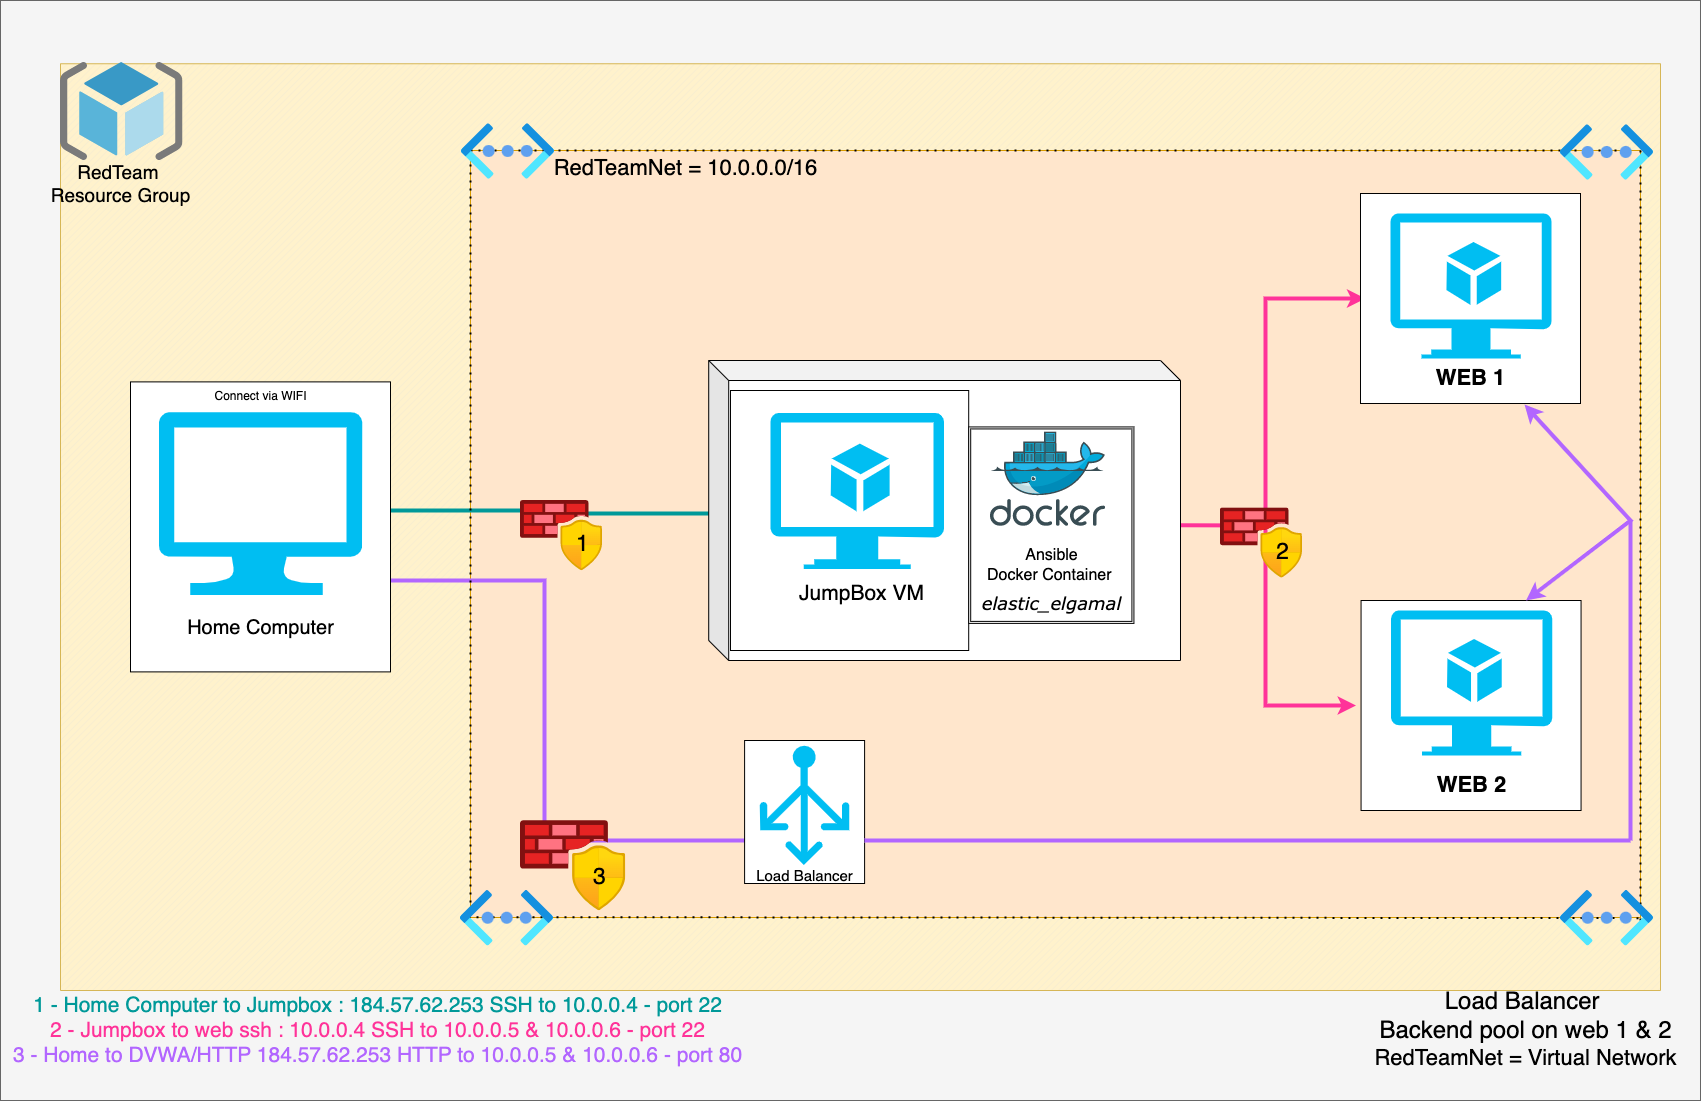 RedTeam
Resource Group
RedTeamNet = 10.0.0.0/16
WEB 1
Connect via WIFI
Home Computer
1
JumpBox VM
docker
Ansible
Docker Container
elastic_elgamal
2
WEB 2
3
Load Balancer
1 - Home Computer to Jumpbox : 184.57.62.253 SSH to 10.0.0.4 - port 22
2 - Jumpbox to web ssh : 10.0.0.4 SSH to 10.0.0.5 & 10.0.0.6 - port 22
3 - Home to DVWA/HTTP 184.57.62.253 HTTP to 10.0.0.5 & 10.0.0.6 - port 80
Load Balancer
Backend pool on web 1 & 2
RedTeamNet = Virtual Network